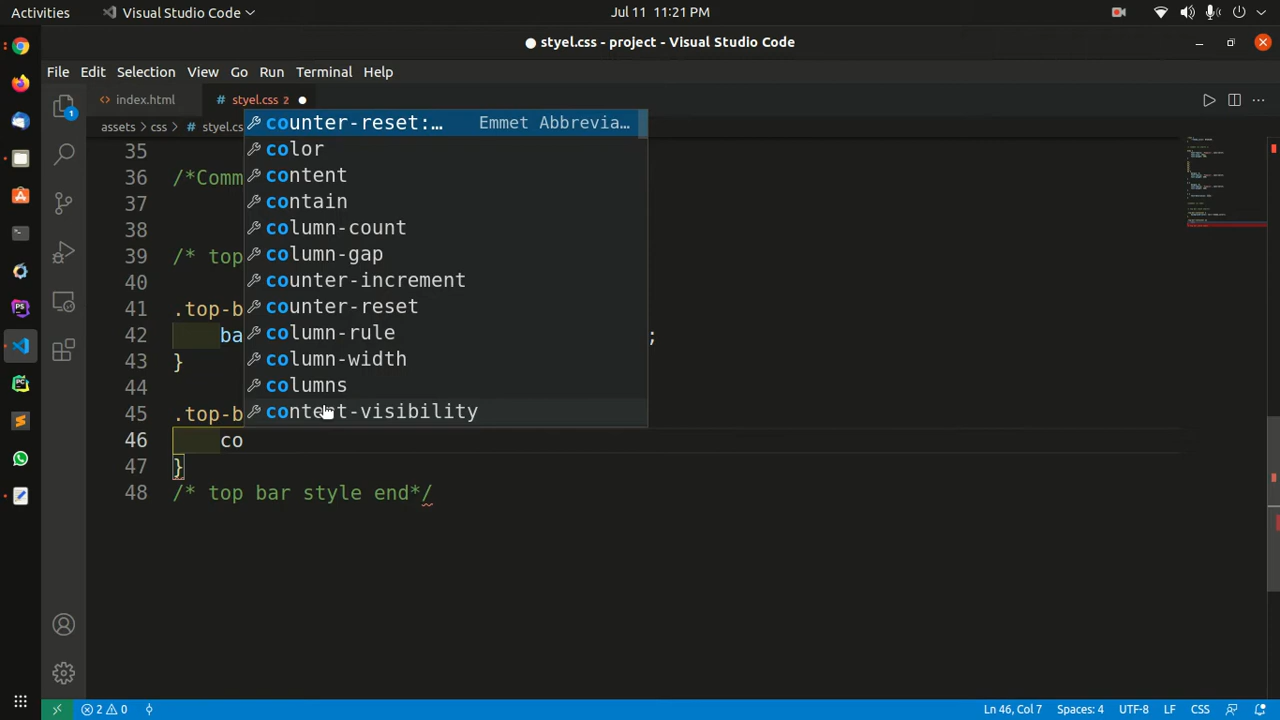 Activities
Visual Studio Code
Jul 11 11:21 PM
styel.css - project - Visual Studio Code
File Edit Selection View Go Run Terminal Help
1
index.html
# styel.css 2
assets > css > # styel.cs
counter-reset:… Emmet Abbrevia…
color
content
contain
column-count
column-gap
counter-increment
counter-reset
column-rule
column-width
columns
content-visibility
35
36 /*Comm
37
38
39 /* top
40
41 .top-b
42 ba ;
43 }
44
45 .top-b
46 co
47 }
48 /* top bar style end*/
2 0
Ln 46, Col 7 Spaces: 4 UTF-8 LF CSS